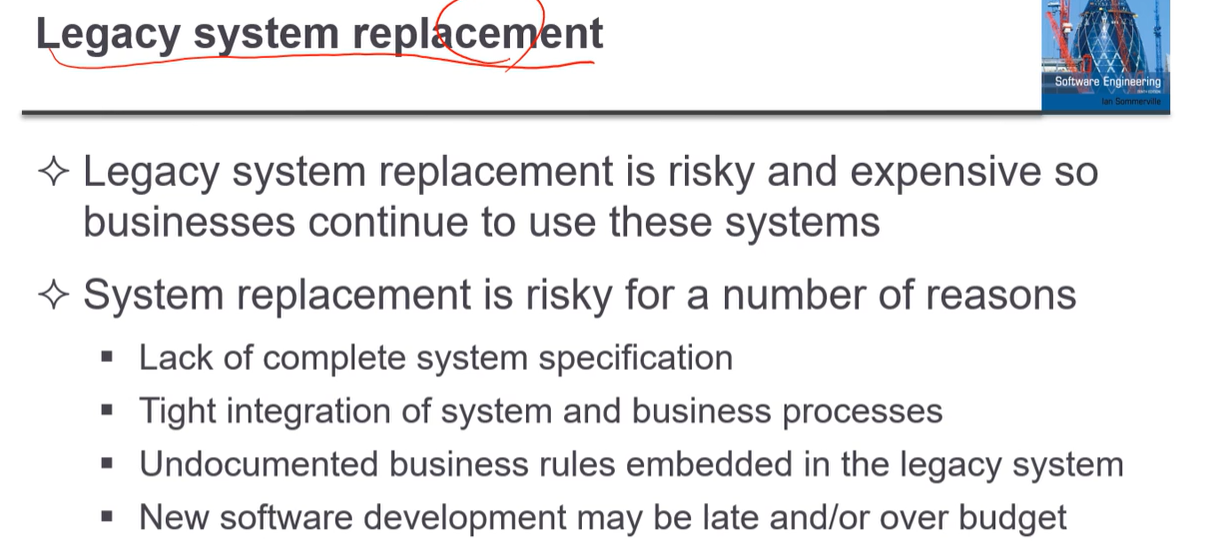 Legacy system replacement
Software Engineering
Ian Sommerville
✧ Legacy system replacement is risky and expensive so
businesses continue to use these systems
✧ System replacement is risky for a number of reasons
▪ Lack of complete system specification
▪ Tight integration of system and business processes
▪ Undocumented business rules embedded in the legacy system
▪ New software development may be late and/or over budget